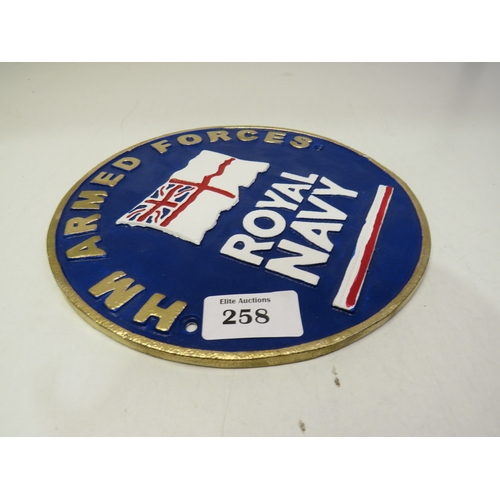 HM ARMED FORCES
ROYAL
NAVY
Elite Auctions
258